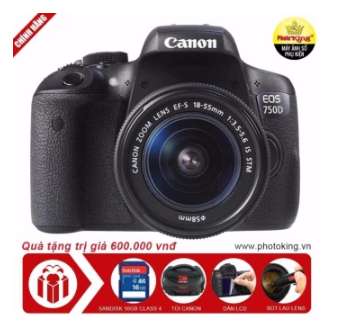 CHÍNH HÃNG
PhotoKing
MÁY ẢNH SỐ
PHỤ KIỆN
Canon
EOS
750D
CANON ZOOM LENS EF-S 18-55mm 1:3.5-5.6 IS STM
ø58mm
Quà tặng trị giá 600.000 vnđ
www.photoking.vn
SanDisk
16GB
SANDISK 16GB CLASS 4
TÚI CANON
DÁN LCD
BÚT LAU LENS